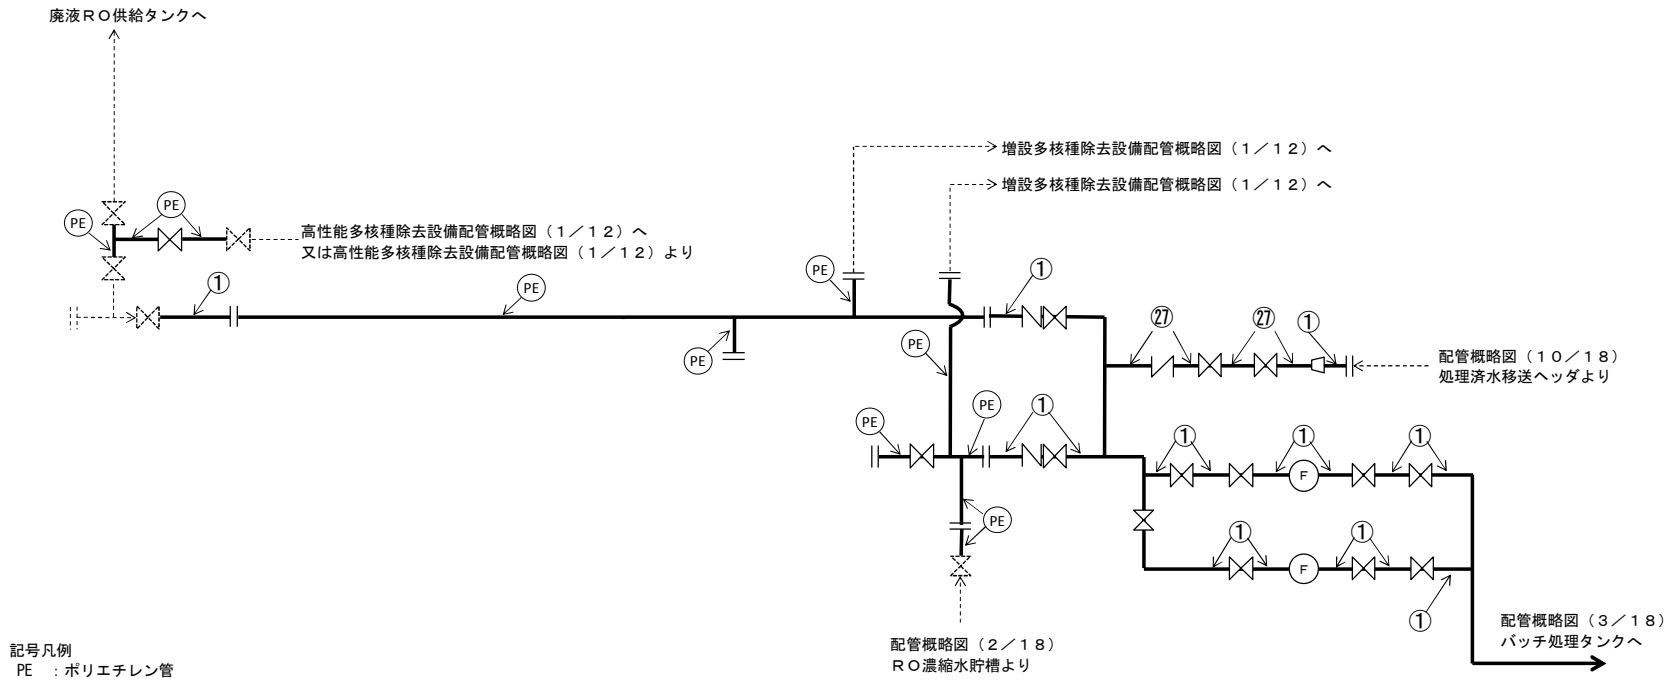 廃液ＲＯ供給タンクへ
増設多核種除去設備配管概略図（１／１２）へ
増設多核種除去設備配管概略図（１／１２）へ
PE
PE
高性能多核種除去設備配管概略図（１／１２）へ
又は高性能多核種除去設備配管概略図（１／１２）より
①
PE
PE
①
PE
PE
㉗
㉗
①
配管概略図（１０／１８）
処理済水移送ヘッダより
PE
PE
①
①
①
①
F
PE
①
①
F
①
配管概略図（２／１８）
ＲＯ濃縮水貯槽より
配管概略図（３／１８）
バッチ処理タンクへ
記号凡例
PE ：ポリエチレン管